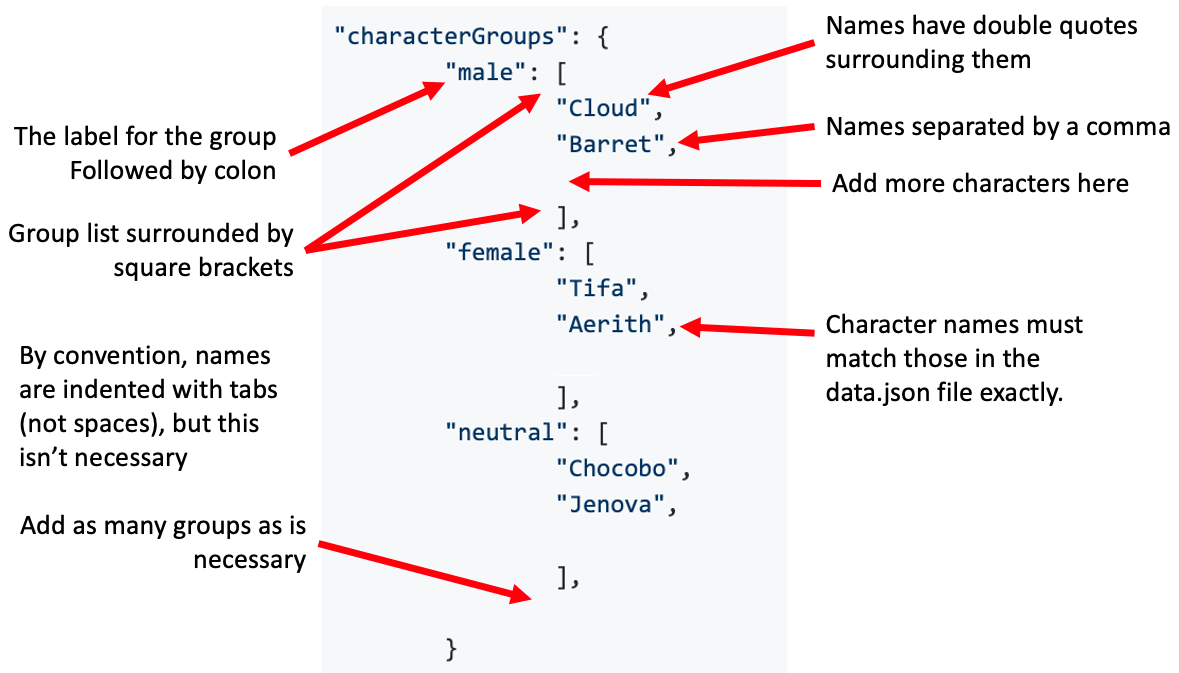 "characterGroups": {
"male": [
"Cloud",
"Barret",
],
"female": [
"Tifa",
"Aerith",
],
"neutral": [
"Chocobo",
"Jenova",
],
}
The label for the group
Followed by colon
Group list surrounded by
square brackets
By convention, names
are indented with tabs
(not spaces), but this
isn’t necessary
Add as many groups as is
necessary
Names have double quotes
surrounding them
Names separated by a comma
Add more characters here
Character names must
match those in the
data.json file exactly.